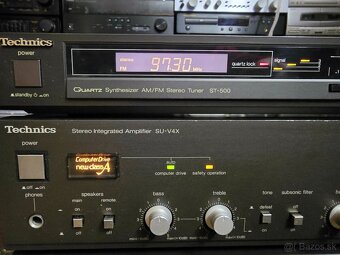 Technics
power
standby on
stereo
FM
97.30 MHz
quartz lock
signal
Quartz Synthesizer AM/FM Stereo Tuner ST-500
Technics
Stereo Integrated Amplifier SU-V4X
power
Computer Drive
new class A
auto
computer drive
safety operation
off on
phones
speakers
main remote
on
off
bass
treble
tone
subsonic filter
defeat
on
on
off
bazos.sk